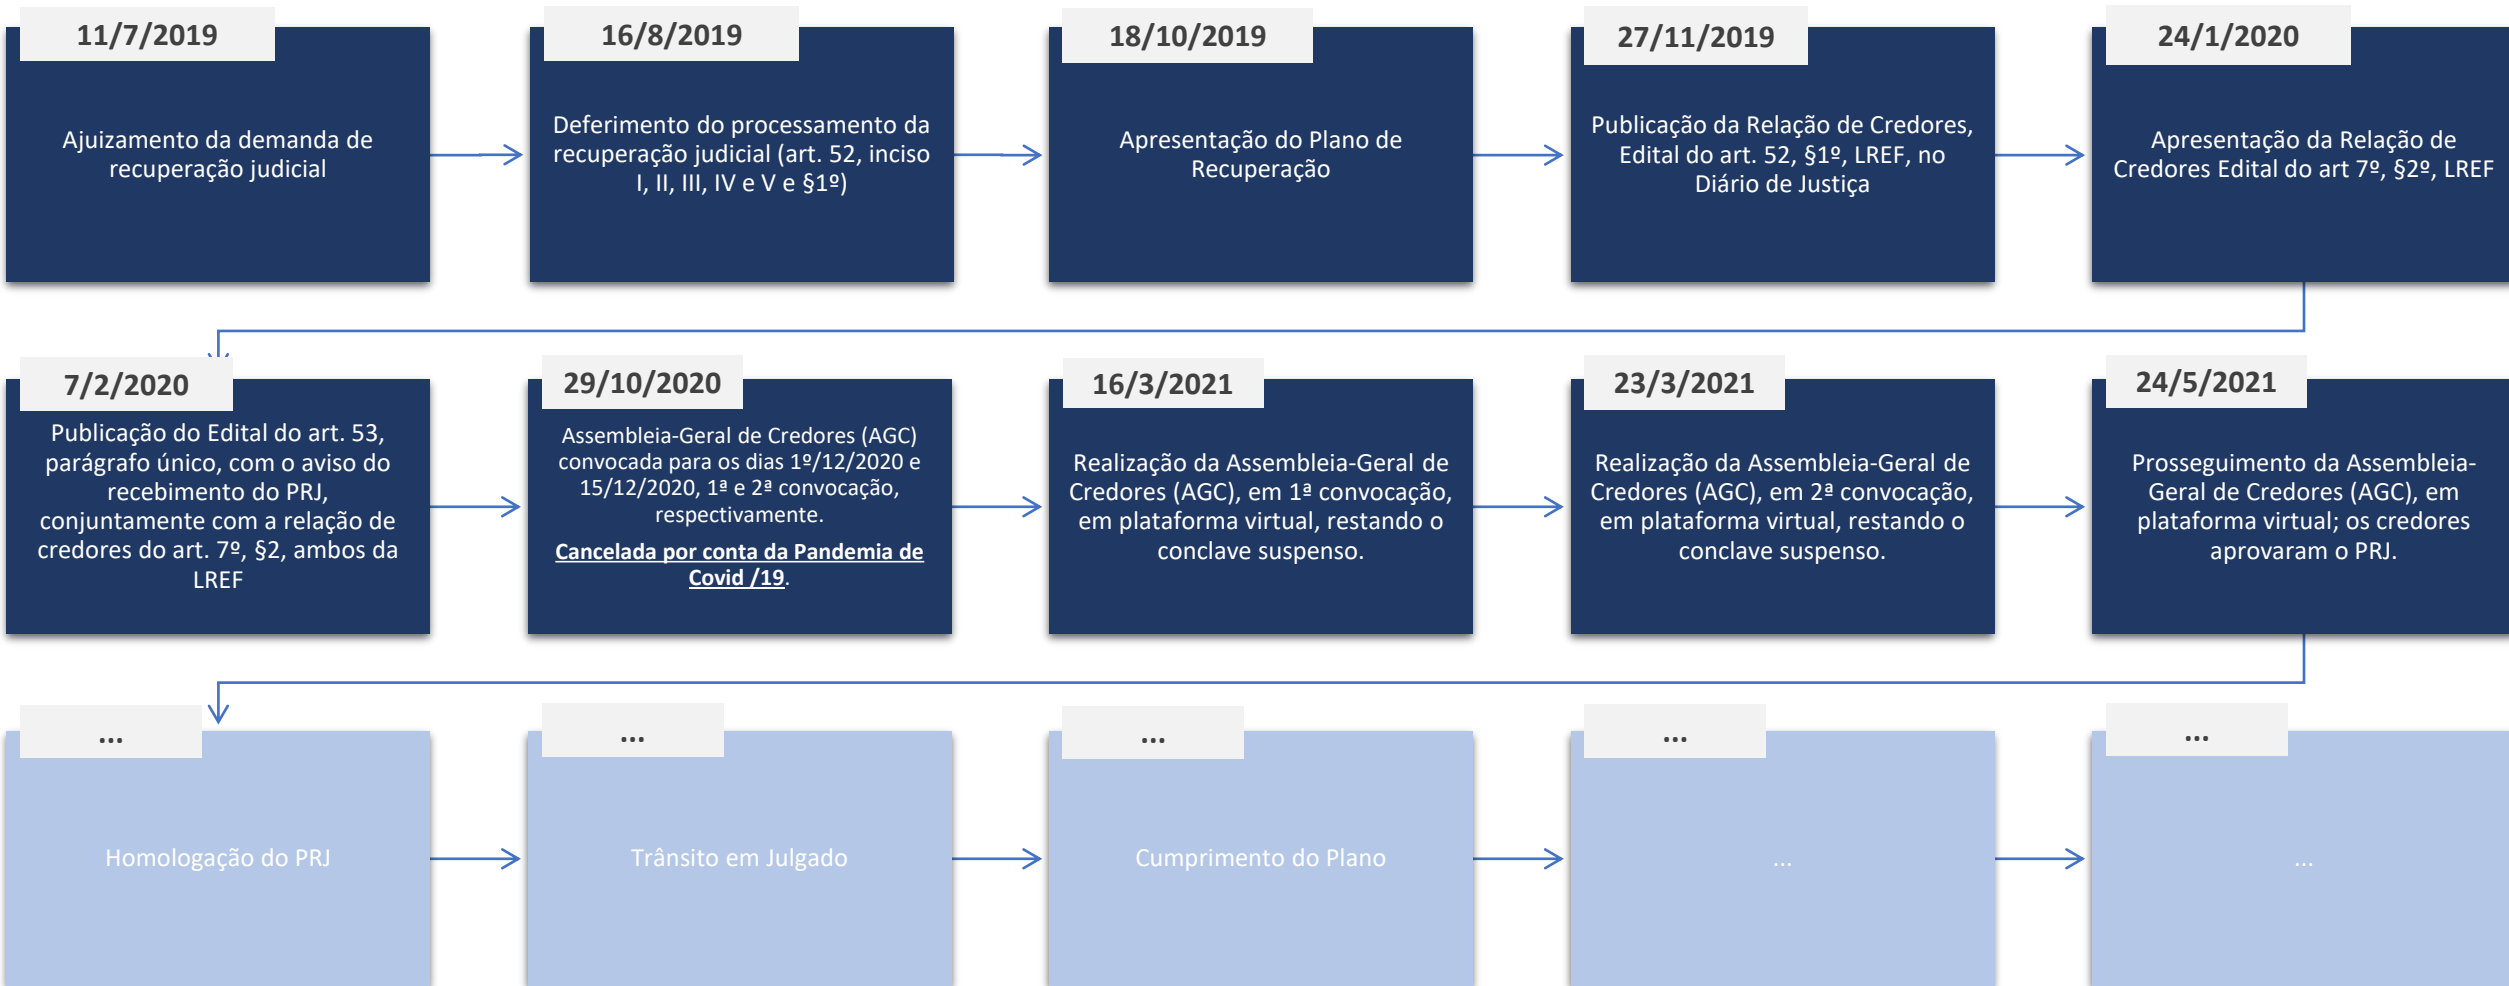 11/7/2019
Ajuizamento da demanda de
recuperação judicial
16/8/2019
Deferimento do processamento da
recuperação judicial (art. 52, inciso
I, II, III, IV e V e §1º)
18/10/2019
Apresentação do Plano de
Recuperação
27/11/2019
Publicação da Relação de Credores,
Edital do art. 52, §1º, LREF, no
Diário de Justiça
24/1/2020
Apresentação da Relação de
Credores Edital do art 7º, §2º, LREF
7/2/2020
Publicação do Edital do art. 53,
parágrafo único, com o aviso do
recebimento do PRJ,
conjuntamente com a relação de
credores do art. 7º, §2, ambos da
LREF
29/10/2020
Assembleia-Geral de Credores (AGC)
convocada para os dias 1º/12/2020 e
15/12/2020, 1ª e 2ª convocação,
respectivamente.
Cancelada por conta da Pandemia de
Covid /19.
16/3/2021
Realização da Assembleia-Geral de
Credores (AGC), em 1ª convocação,
em plataforma virtual, restando o
conclave suspenso.
23/3/2021
Realização da Assembleia-Geral de
Credores (AGC), em 2ª convocação,
em plataforma virtual, restando o
conclave suspenso.
24/5/2021
Prosseguimento da Assembleia-
Geral de Credores (AGC), em
plataforma virtual; os credores
aprovaram o PRJ.
...
Homologação do PRJ
...
Trânsito em Julgado
...
Cumprimento do Plano
...
...
...
...